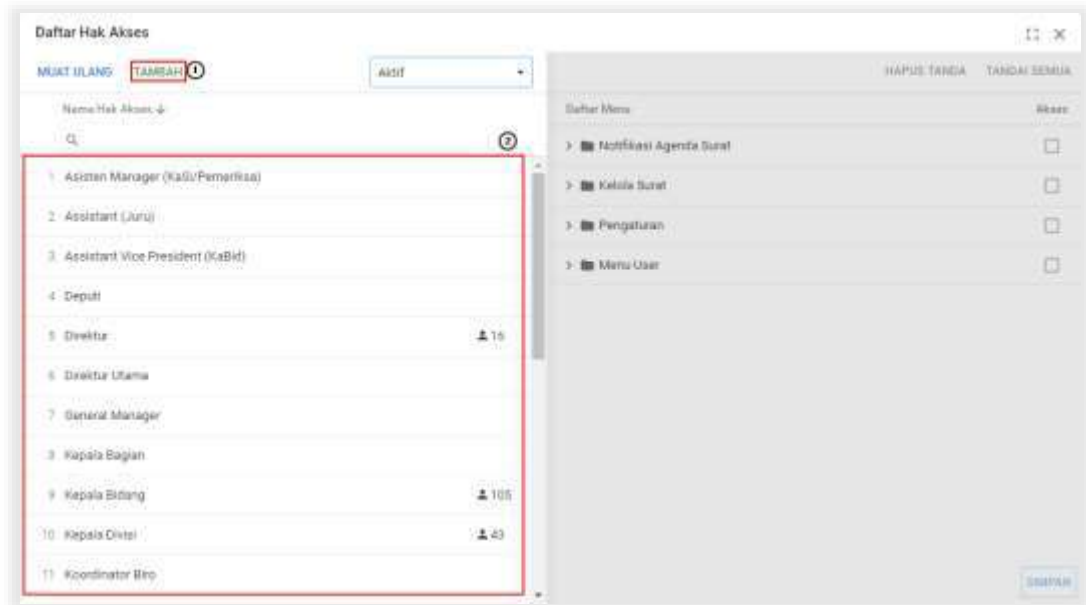 Daftar Hak Akses
MUAT ULANG TAMBAH 1 Aktif HAPUS TANDA TANDAI SEMUA
Nama Hak Akses Daftar Menu Akses
2
1 Asisten Manager (KaSi/Pemeriksa)
2 Assistant (Juru)
3 Assistant Vice President (KaBid)
4 Deputi
5 Direktur 16
6 Direktur Utama
7 General Manager
8 Kepala Bagian
9 Kepala Bidang 105
10 Kepala Divisi 43
11 Koordinator Biro
Notifikasi Agenda Surat
Kelola Surat
Pengaturan
Menu User
SIMPAN